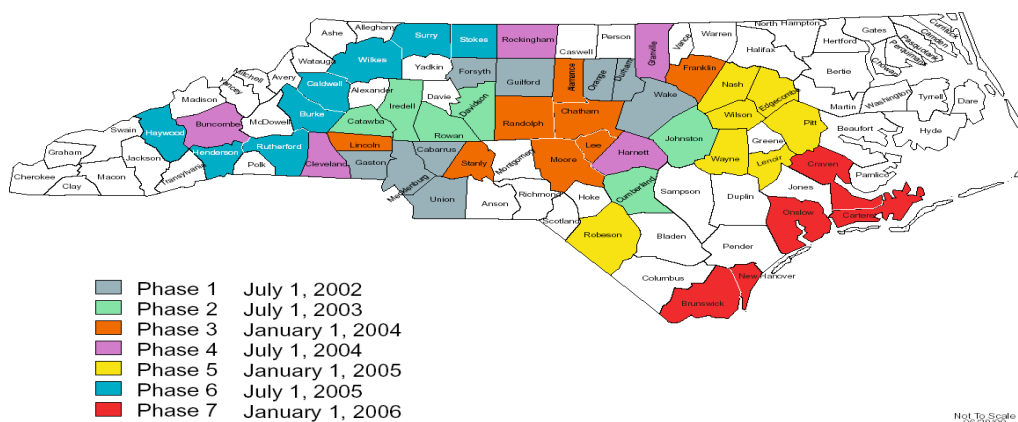 Alleghany
Ashe
Surry
Stokes
Rockingham
Caswell
Person
Granville
Vance
Warren
North Hampton
Halifax
Hertford
Gates
Currituck
Camden
Pasquotank
Perquimans
Chowan
Bertie
Watauga
Wilkes
Yadkin
Forsyth
Guilford
Alamance
Orange
Durham
Franklin
Nash
Edgecombe
Martin
Washington
Tyrrell
Dare
Mitchell
Avery
Caldwell
Alexander
Davie
Iredell
Davidson
Randolph
Chatham
Wake
Wilson
Pitt
Beaufort
Hyde
Madison
Yancey
McDowell
Burke
Catawba
Rowan
Johnston
Greene
Swain
Haywood
Buncombe
Rutherford
Lincoln
Cabarrus
Stanly
Montgomery
Moore
Lee
Harnett
Wayne
Lenoir
Craven
Pamlico
Graham
Jackson
Henderson
Polk
Cleveland
Gaston
Mecklenburg
Union
Anson
Richmond
Hoke
Cumberland
Sampson
Duplin
Jones
Cherokee
Clay
Macon
Transylvania
Scotland
Robeson
Bladen
Pender
Onslow
Carteret
Columbus
Brunswick
New Hanover
Phase 1 July 1, 2002
Phase 2 July 1, 2003
Phase 3 January 1, 2004
Phase 4 July 1, 2004
Phase 5 January 1, 2005
Phase 6 July 1, 2005
Phase 7 January 1, 2006
Not To Scale